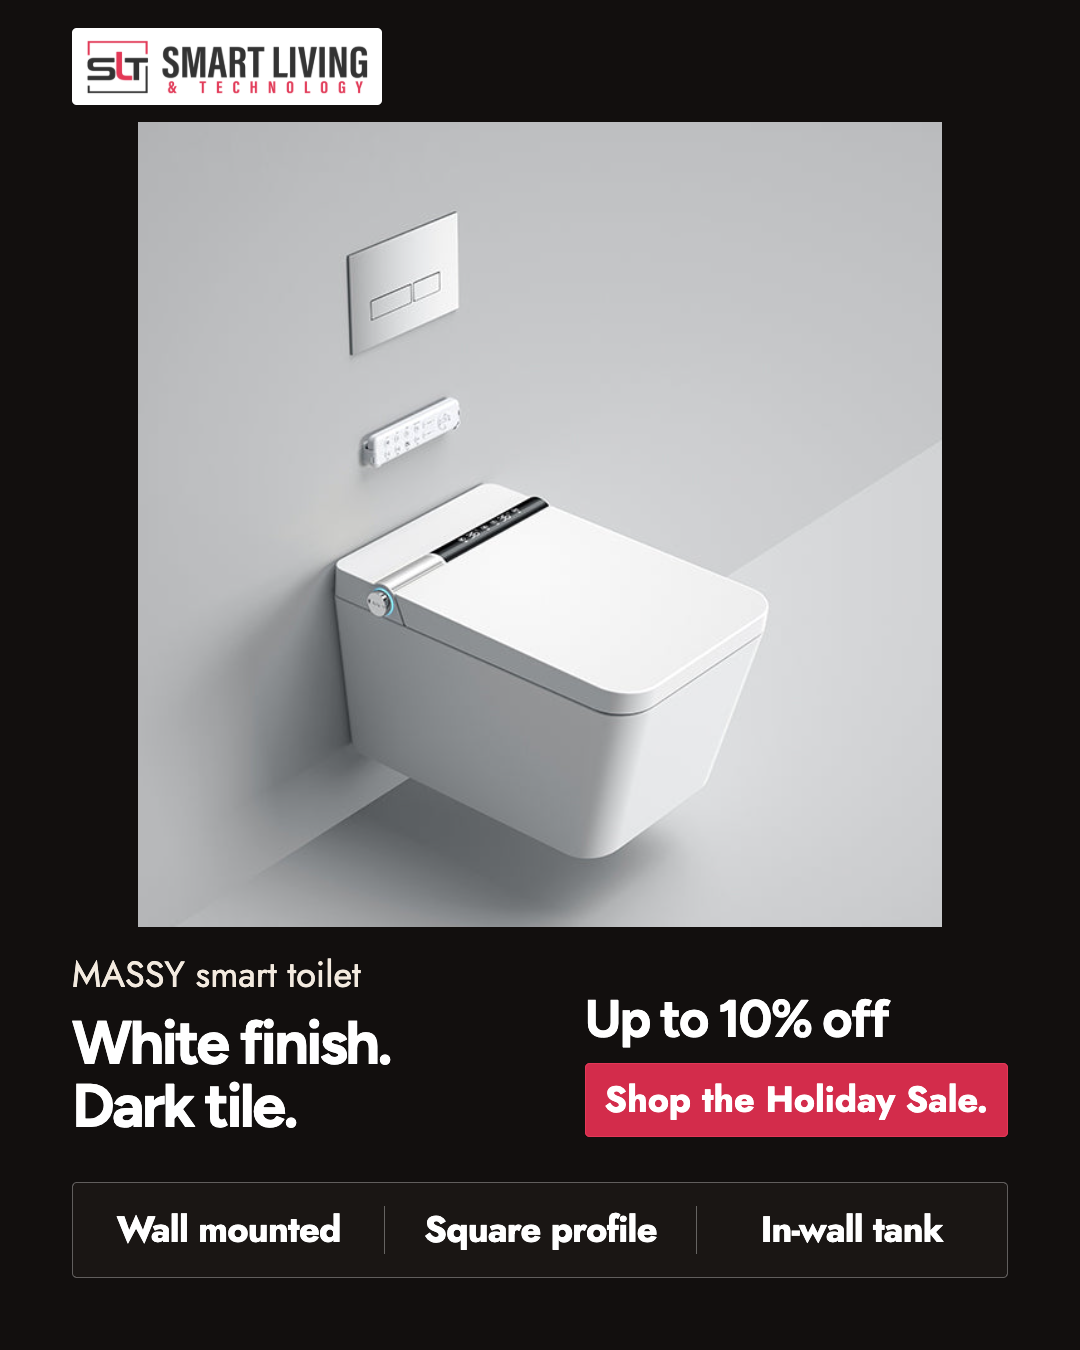 SLT SMART LIVING
& TECHNOLOGY
MASSY smart toilet
White finish.
Dark tile.
Up to 10% off
Shop the Holiday Sale.
Wall mounted
Square profile
In-wall tank